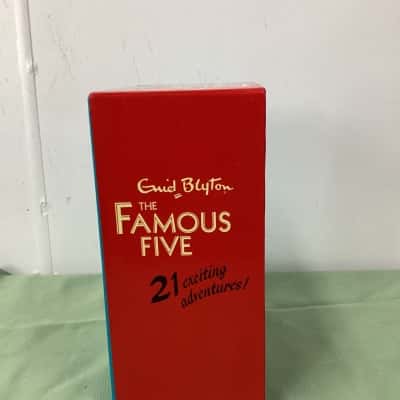 Enid Blyton
THE
FAMOUS
FIVE
21 exciting
adventures!